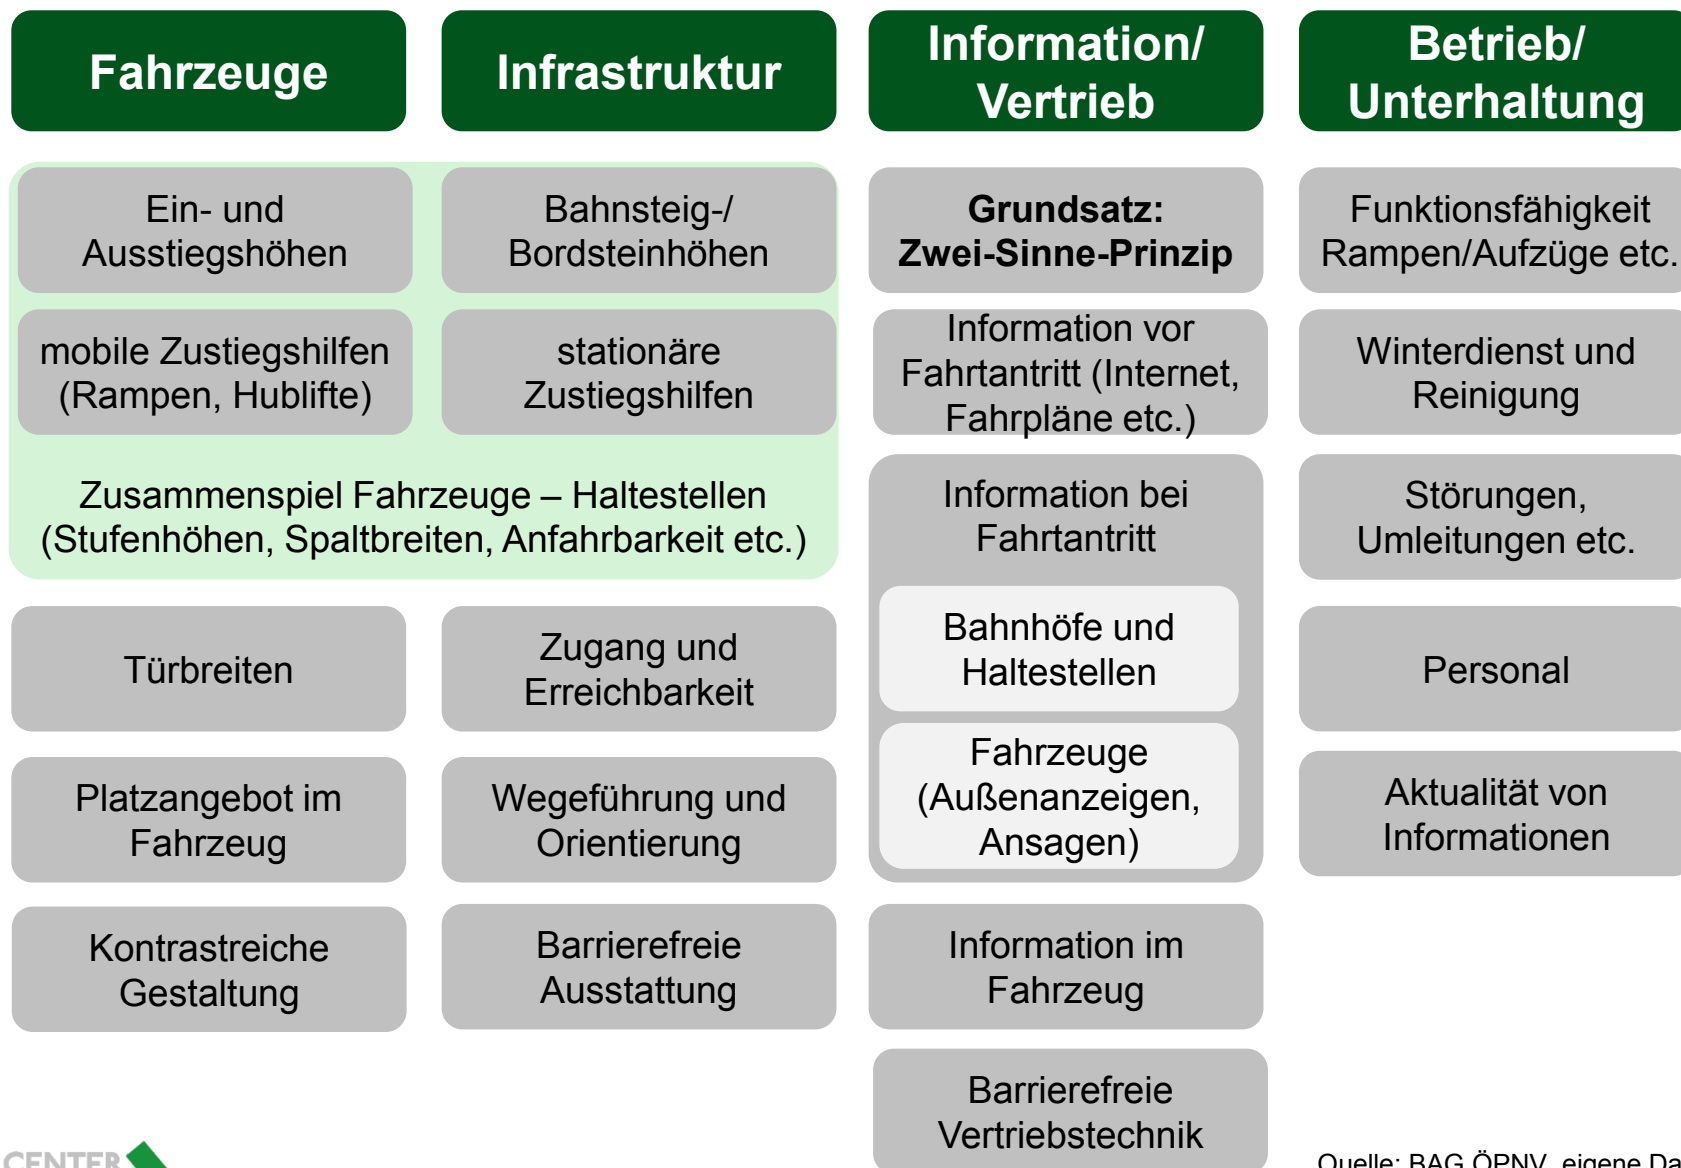 Fahrzeuge
Infrastruktur
Information/
Vertrieb
Betrieb/
Unterhaltung
Ein- und
Ausstiegshöhen
Bahnsteig-/
Bordsteinhöhen
Grundsatz:
Zwei-Sinne-Prinzip
Funktionsfähigkeit
Rampen/Aufzüge etc.
mobile Zustiegshilfen
(Rampen, Hublifte)
stationäre
Zustiegshilfen
Information vor
Fahrtantritt (Internet,
Fahrpläne etc.)
Winterdienst und
Reinigung
Zusammenspiel Fahrzeuge – Haltestellen
(Stufenhöhen, Spaltbreiten, Anfahrbarkeit etc.)
Information bei
Fahrtantritt
Störungen,
Umleitungen etc.
Türbreiten
Zugang und
Erreichbarkeit
Bahnhöfe und
Haltestellen
Personal
Platzangebot im
Fahrzeug
Wegeführung und
Orientierung
Fahrzeuge
(Außenanzeigen,
Ansagen)
Aktualität von
Informationen
Kontrastreiche
Gestaltung
Barrierefreie
Ausstattung
Information im
Fahrzeug
Barrierefreie
Vertriebstechnik
CENTER
Quelle: BAG ÖPNV, eigene Da